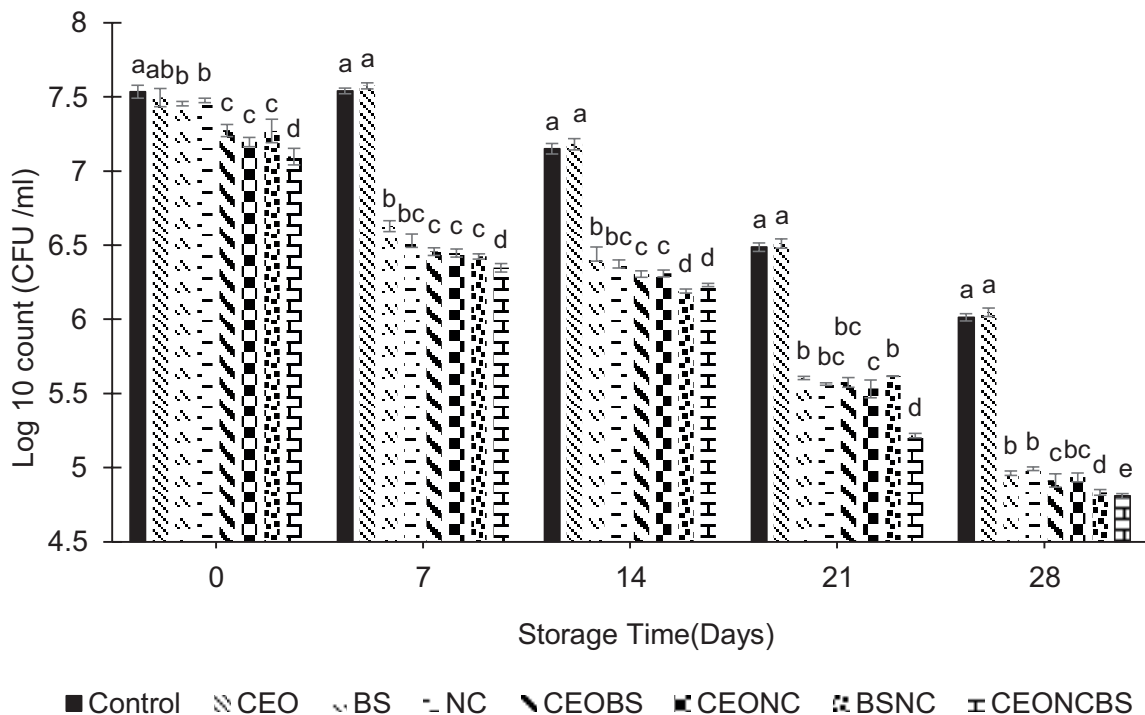 Log 10 count (CFU /ml)
8
7.5
7
6.5
6
5.5
5
4.5
a ab b b c c c d
a a b bc c c c d
a a b bc c c d d
a a b bc bc c b d
a a b b c bc d e
0 7 14 21 28
Storage Time(Days)
Control CEO BS NC CEOBS CEONC BSNC CEONCBS